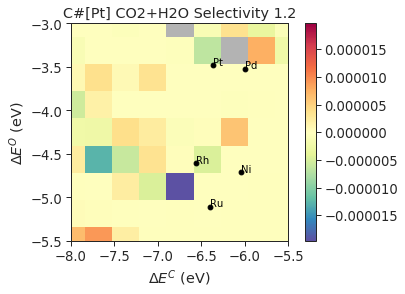 C#[Pt] CO2+H2O Selectivity 1.2
−3.0
−3.5
−4.0
−4.5
−5.0
−5.5
ΔE^O (eV)
Pt
Pd
Rh
Ni
Ru
−8.0 −7.5 −7.0 −6.5 −6.0 −5.5
ΔE^C (eV)
0.000015
0.000010
0.000005
0.000000
−0.000005
−0.000010
−0.000015